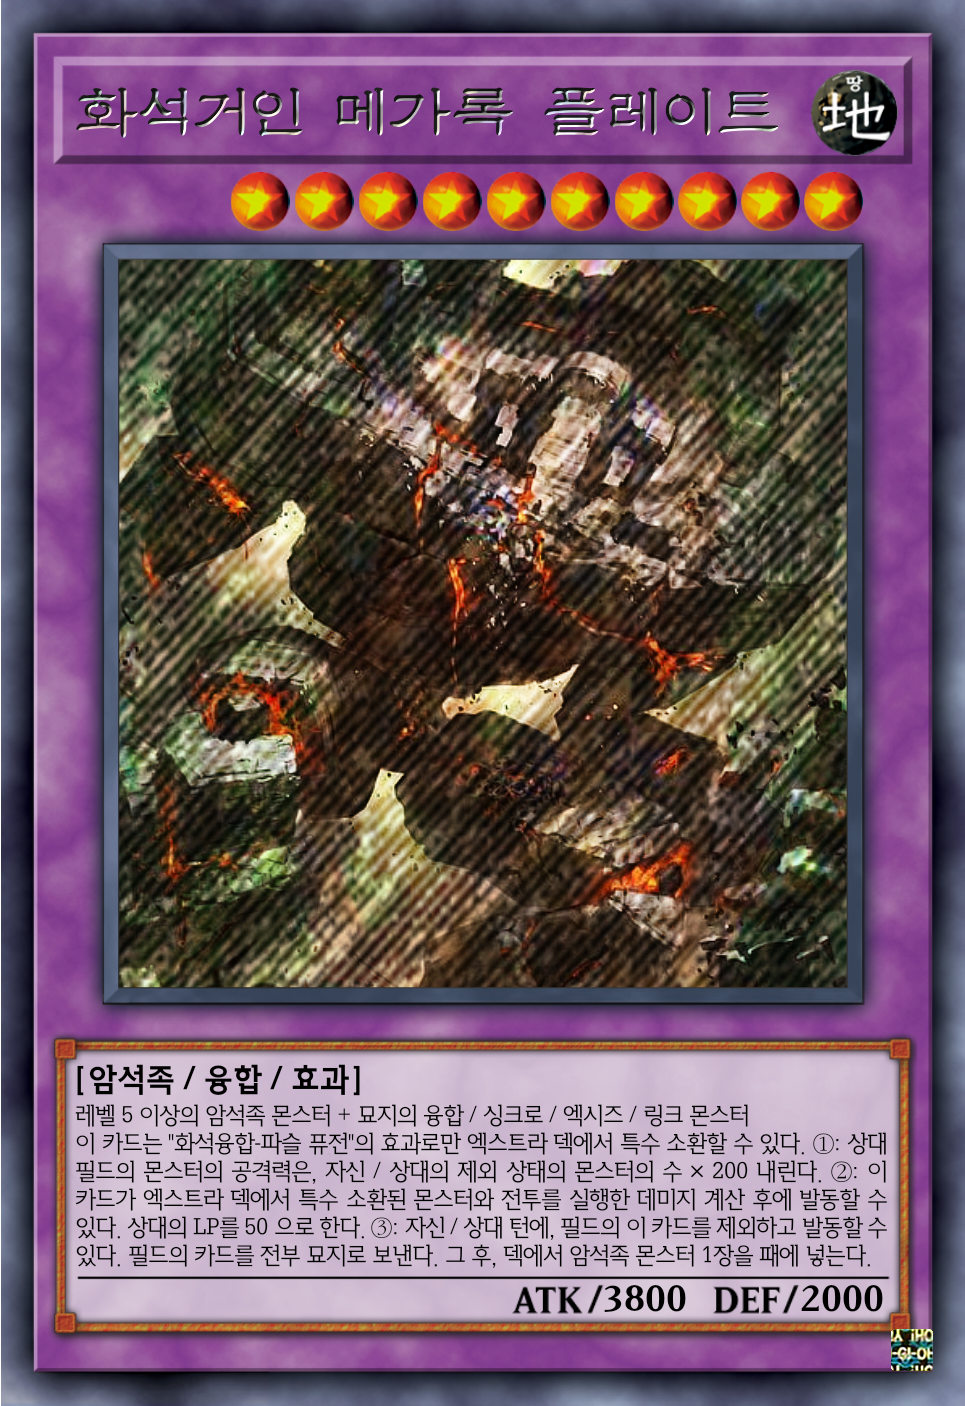 화석거인 메가록 플레이트
땅
地
[암석족 / 융합 / 효과]
레벨 5 이상의 암석족 몬스터 + 묘지의 융합 / 싱크로 / 엑시즈 / 링크 몬스터
이 카드는 "화석융합-파슬 퓨전"의 효과로만 엑스트라 덱에서 특수 소환할 수 있다. ①: 상대
필드의 몬스터의 공격력은, 자신 / 상대의 제외 상태의 몬스터의 수 × 200 내린다. ②: 이
카드가 엑스트라 덱에서 특수 소환된 몬스터와 전투를 실행한 데미지 계산 후에 발동할 수
있다. 상대의 LP를 50 으로 한다. ③: 자신 / 상대 턴에, 필드의 이 카드를 제외하고 발동할 수
있다. 필드의 카드를 전부 묘지로 보낸다. 그 후, 덱에서 암석족 몬스터 1장을 패에 넣는다.
ATK/3800 DEF/2000